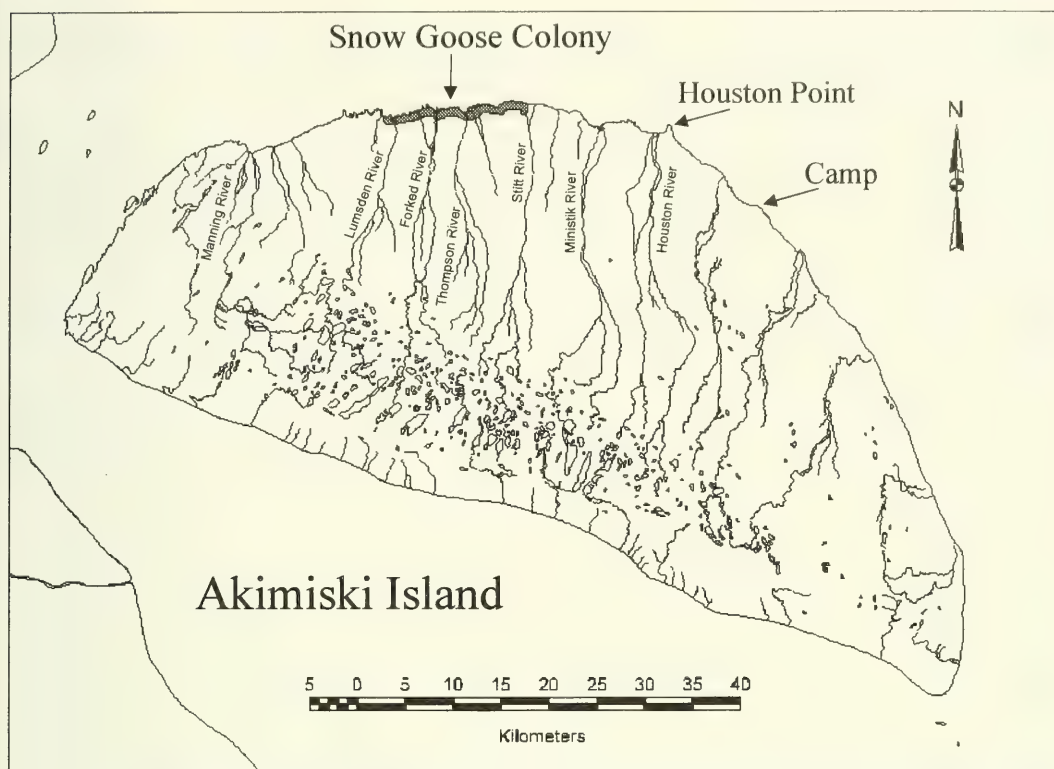 Snow Goose Colony
Houston Point
N
Camp
Manning River
Lumsden River
Forked River
Thompson River
Stitt River
Ministik River
Houston River
Akimiski Island
5 0 5 10 15 20 25 30 35 40
Kilometers